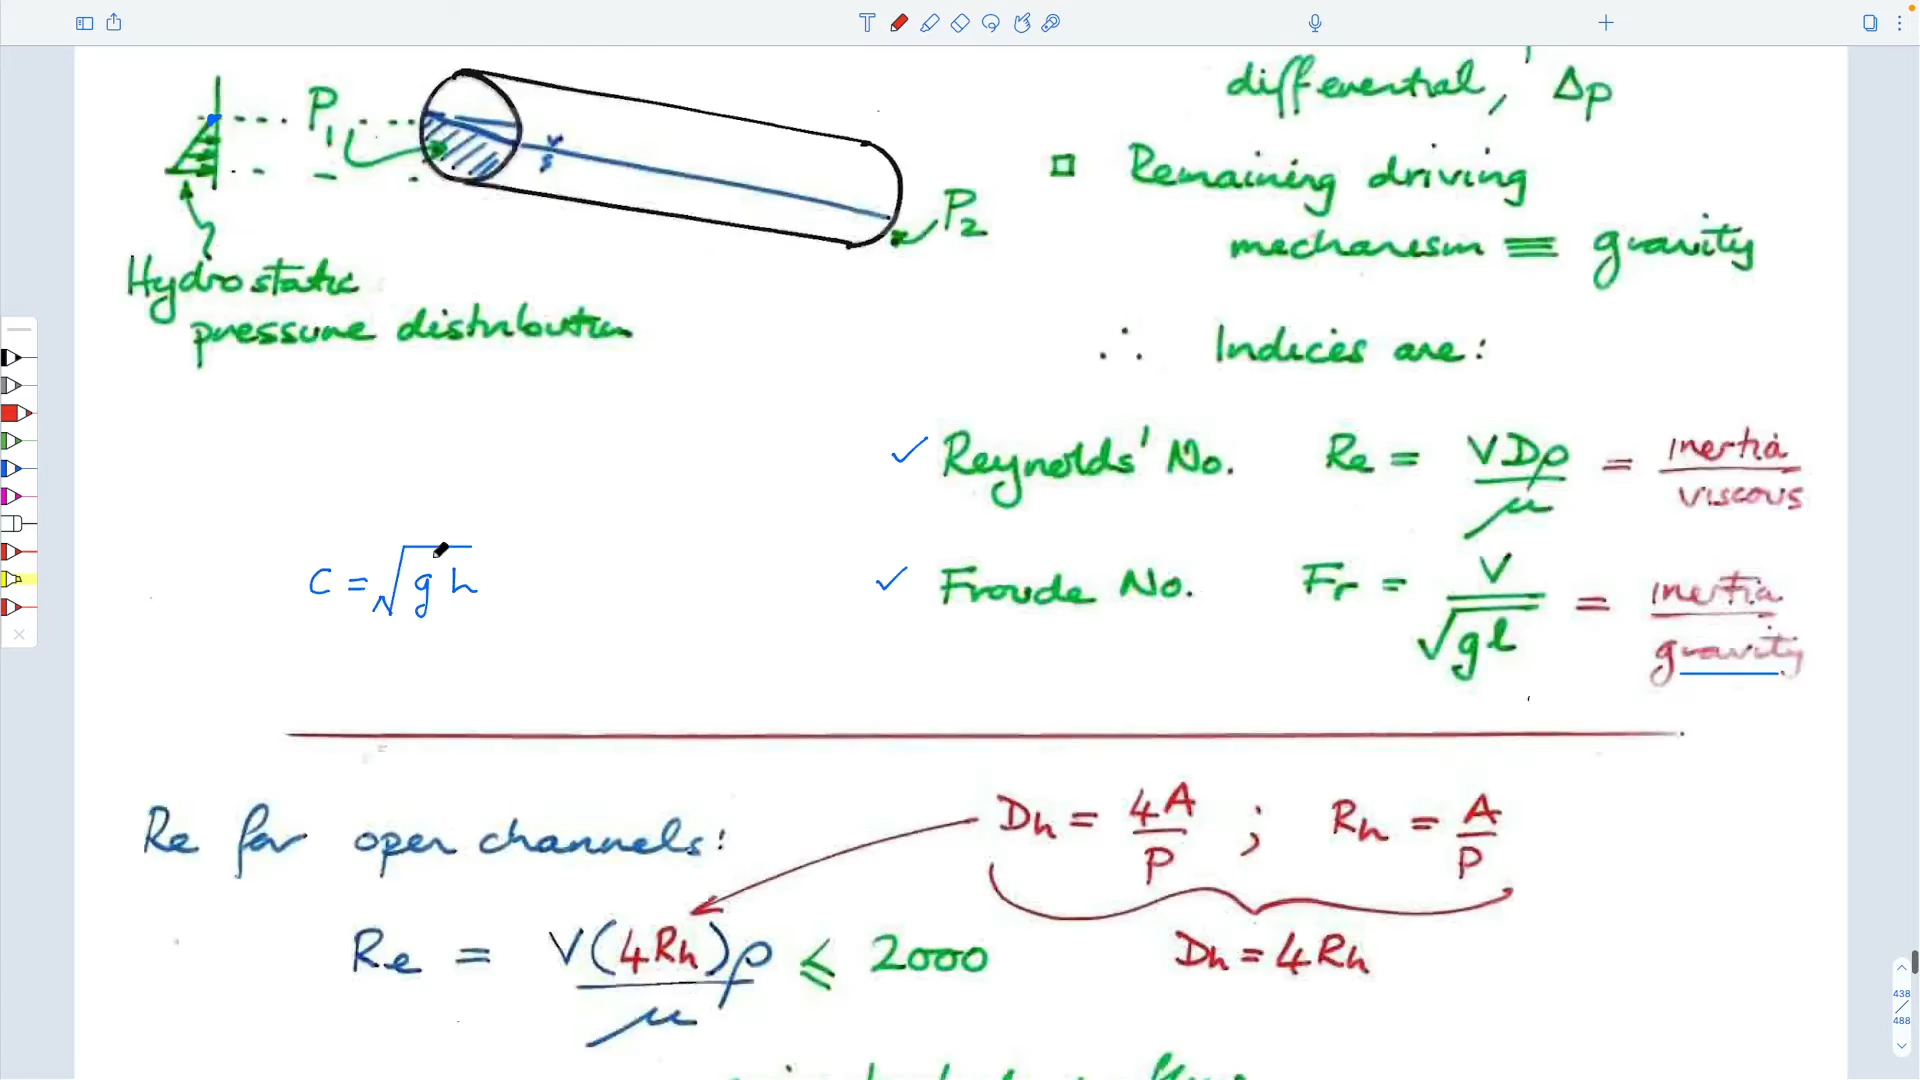 differential, Δp
P₁
□ Remaining driving
mechanism ≡ gravity
P₂
Hydrostatic
pressure distribution
∴ Indices are:
✓ Reynolds' No. Re = VDρ/μ = inertia/viscous
C = √gh
✓ Froude No. Fr = V/√gl = inertia/gravity
Re for open channels:
Dh = 4A/P ; Rh = A/P
Re = V(4Rh)ρ/μ ⩽ 2000
Dh = 4Rh
438
488